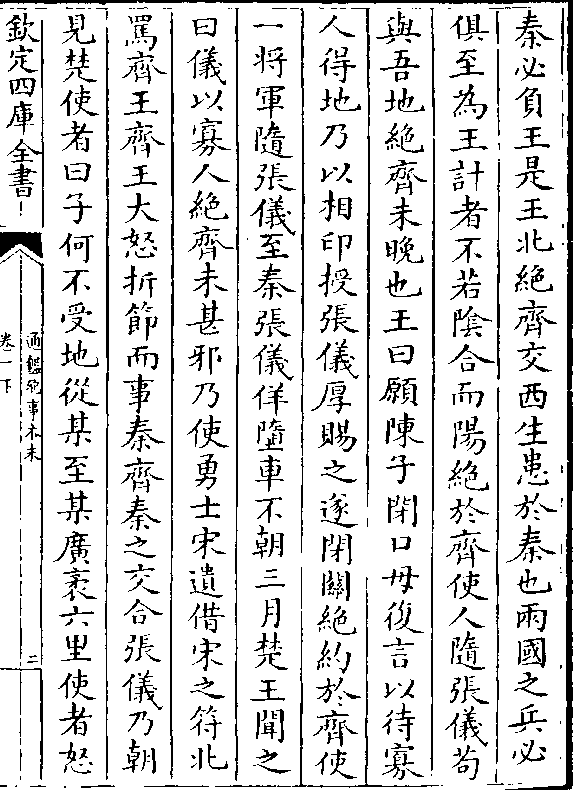 秦必負王是王北絶齊交西生患於秦也兩國之兵必
俱至為王計者不若隂合而陽絶於齊使人隨張儀茍
與吾地絶齊未晚也王曰願陳子閉口毋復言以待寡
人得地乃以相印授張儀厚賜之遂閉關絶約於齊使
一將軍隨張儀至秦張儀佯墮車不朝三月楚王聞之
曰儀以寡人絶齊未甚邪乃使勇士宋遺借宋之符北
罵齊王齊王大怒折節而事秦齊秦之交合張儀乃朝
見楚使者曰子何不受地從某至某廣袤六里使者怒
欽定四庫全書
通鑑紀事本末
卷一下
二